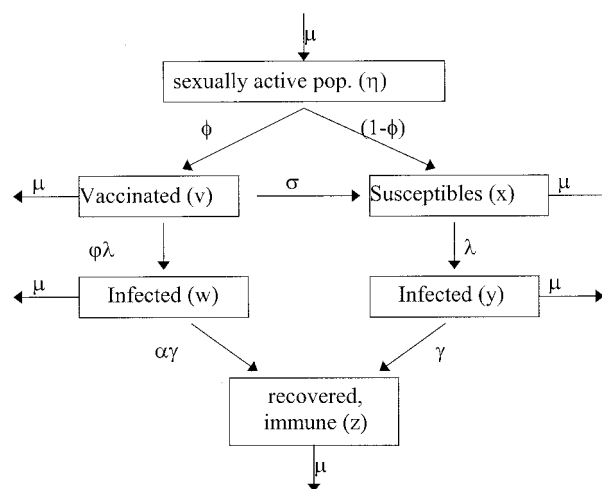 μ
sexually active pop. (η)
ϕ
(1-ϕ)
μ
Vaccinated (v)
σ
Susceptibles (x)
μ
φλ
λ
μ
Infected (w)
Infected (y)
μ
αγ
γ
recovered,
immune (z)
μ